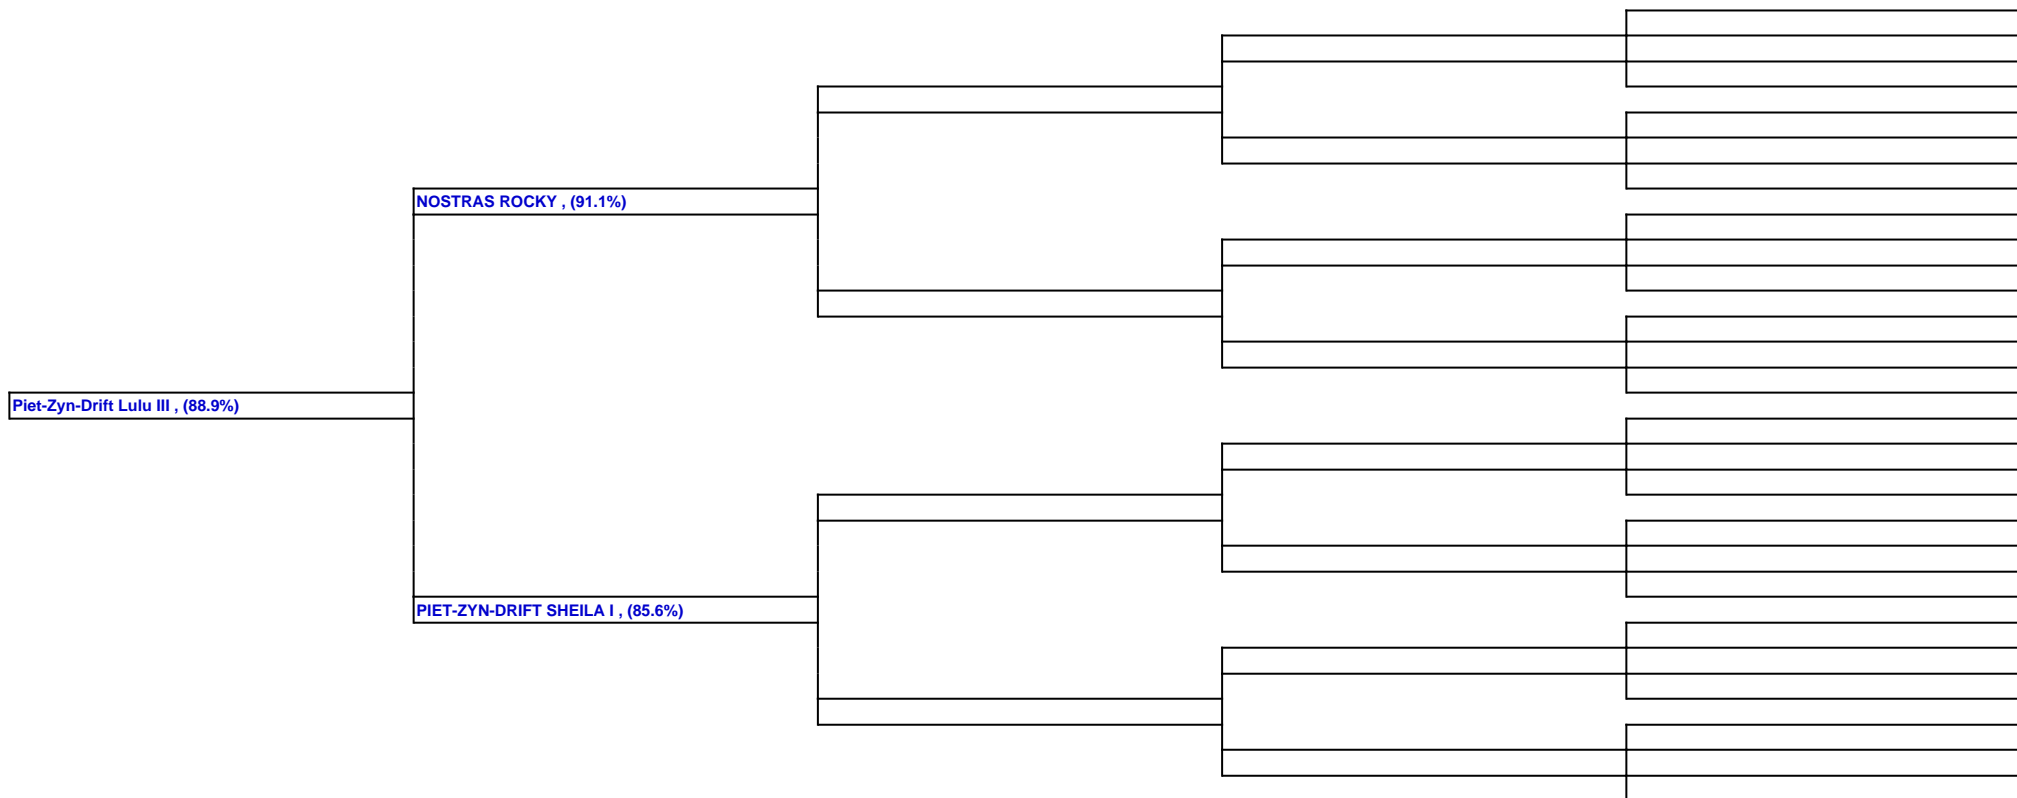 NOSTRAS ROCKY , (91.1%)
Piet-Zyn-Drift Lulu III , (88.9%)
PIET-ZYN-DRIFT SHEILA I , (85.6%)